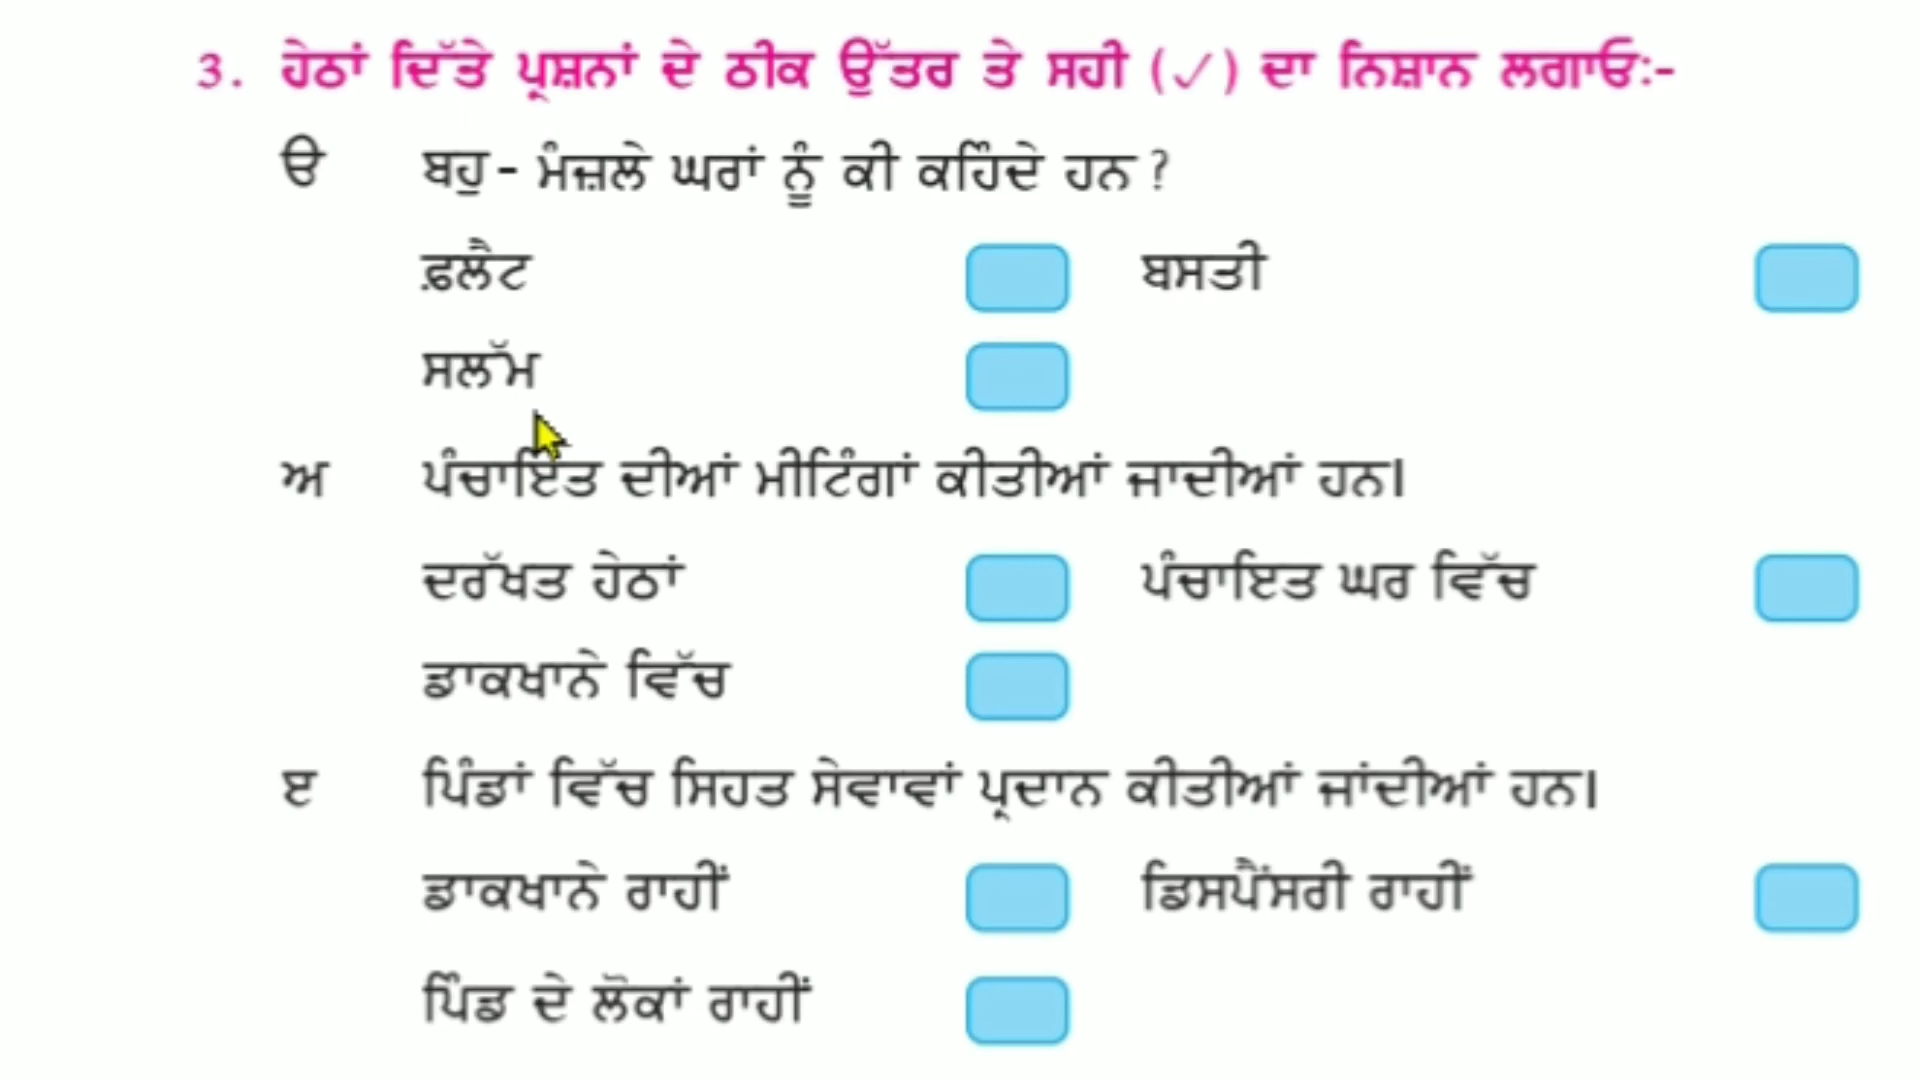 3. ਹੇਠਾਂ ਦਿੱਤੇ ਪ੍ਰਸ਼ਨਾਂ ਦੇ ਠੀਕ ਉੱਤਰ ਤੇ ਸਹੀ (✓) ਦਾ ਨਿਸ਼ਾਨ ਲਗਾਓ:-
ੳ ਬਹੁ- ਮੰਜ਼ਲੇ ਘਰਾਂ ਨੂੰ ਕੀ ਕਹਿੰਦੇ ਹਨ?
ਫ਼ਲੈਟ ਬਸਤੀ
ਸਲੱਮ
ਅ ਪੰਚਾਇਤ ਦੀਆਂ ਮੀਟਿੰਗਾਂ ਕੀਤੀਆਂ ਜਾਦੀਆਂ ਹਨ।
ਦਰੱਖਤ ਹੇਠਾਂ ਪੰਚਾਇਤ ਘਰ ਵਿੱਚ
ਡਾਕਖਾਨੇ ਵਿੱਚ
ੲ ਪਿੰਡਾਂ ਵਿੱਚ ਸਿਹਤ ਸੇਵਾਵਾਂ ਪ੍ਰਦਾਨ ਕੀਤੀਆਂ ਜਾਂਦੀਆਂ ਹਨ।
ਡਾਕਖਾਨੇ ਰਾਹੀਂ ਡਿਸਪੈਂਸਰੀ ਰਾਹੀਂ
ਪਿੰਡ ਦੇ ਲੋਕਾਂ ਰਾਹੀਂ